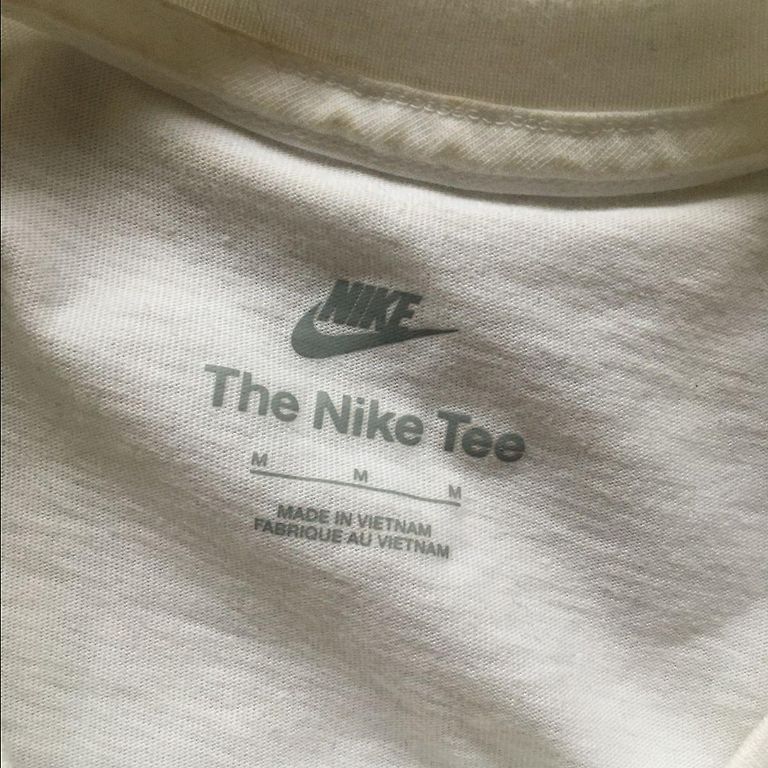 NIKE
The Nike Tee
M M M
MADE IN VIETNAM
FABRIQUE AU VIETNAM